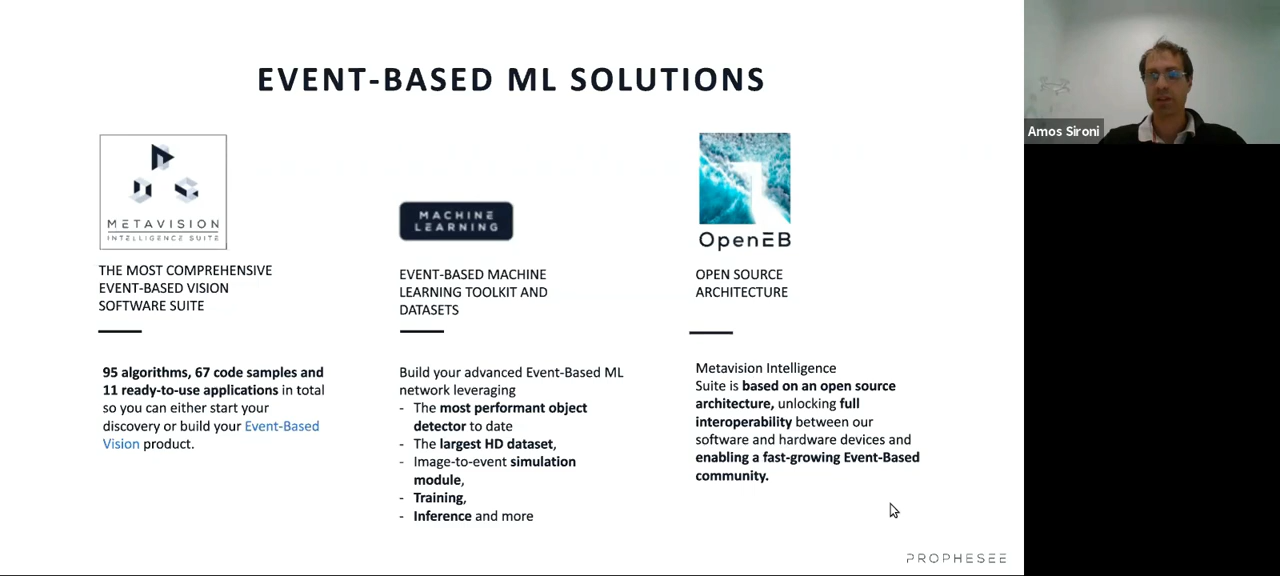 EVENT-BASED ML SOLUTIONS
METAVISION
INTELLIGENCE SUITE
THE MOST COMPREHENSIVE
EVENT-BASED VISION
SOFTWARE SUITE
95 algorithms, 67 code samples and
11 ready-to-use applications in total
so you can either start your
discovery or build your Event-Based
Vision product.
MACHINE
LEARNING
EVENT-BASED MACHINE
LEARNING TOOLKIT AND
DATASETS
Build your advanced Event-Based ML
network leveraging
- The most performant object
detector to date
- The largest HD dataset,
- Image-to-event simulation
module,
- Training,
- Inference and more
OpenEB
OPEN SOURCE
ARCHITECTURE
Metavision Intelligence
Suite is based on an open source
architecture, unlocking full
interoperability between our
software and hardware devices and
enabling a fast-growing Event-Based
community.
PROPHESEE
Amos Sironi